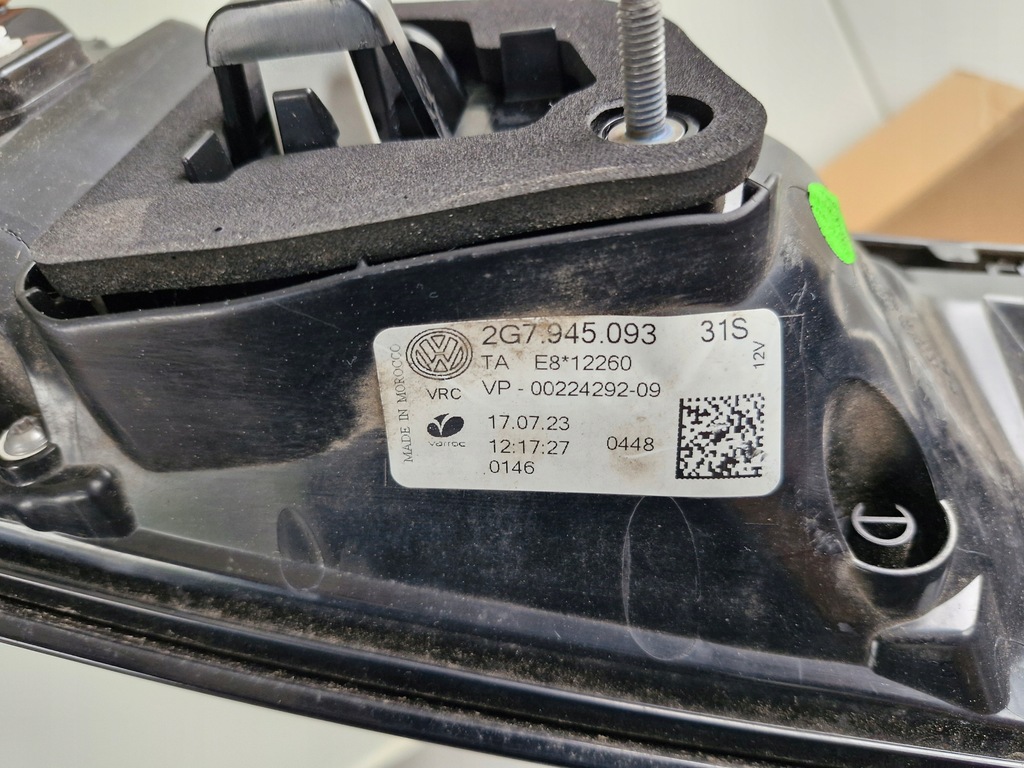 2G7.945.093 31S
TA E8*12260
12V
VRC VP - 00224292-09
MADE IN MOROCCO
varroc
17.07.23
12:17:27 0448
0146